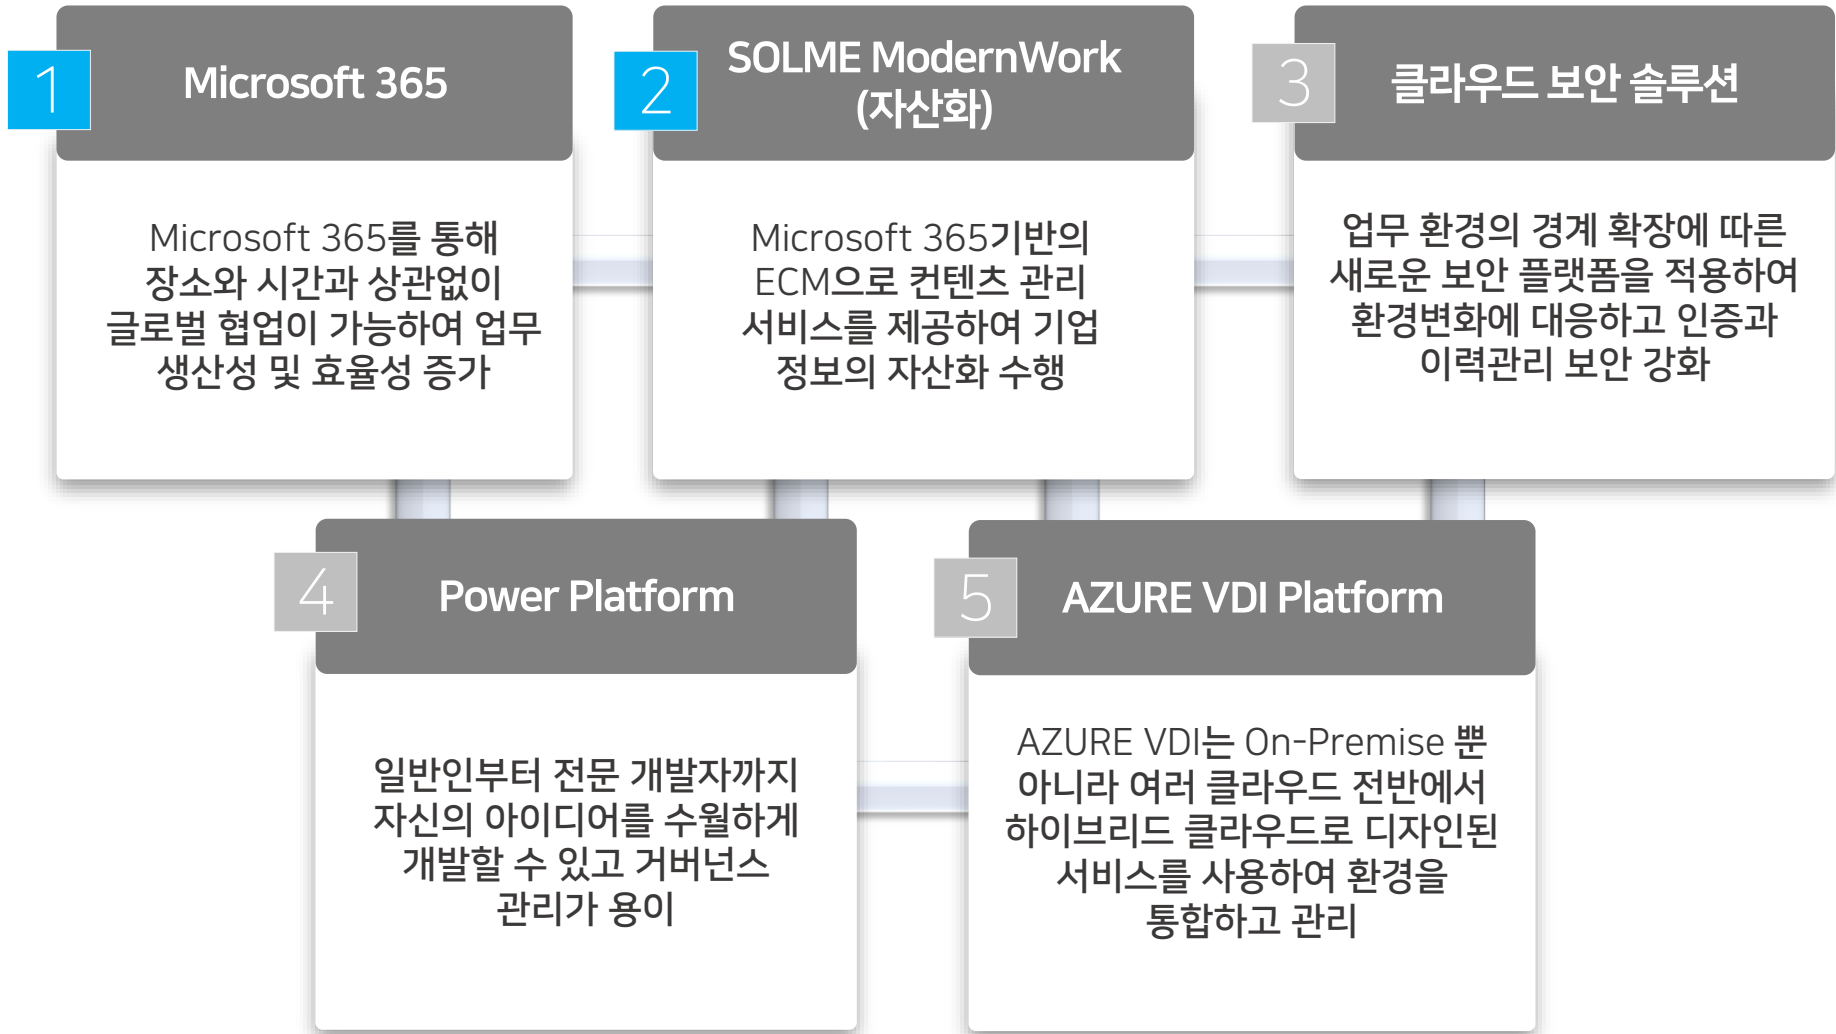 1
Microsoft 365
Microsoft 365를 통해
장소와 시간과 상관없이
글로벌 협업이 가능하여 업무
생산성 및 효율성 증가
2
SOLME ModernWork
(자산화)
Microsoft 365기반의
ECM으로 컨텐츠 관리
서비스를 제공하여 기업
정보의 자산화 수행
3
클라우드 보안 솔루션
업무 환경의 경계 확장에 따른
새로운 보안 플랫폼을 적용하여
환경변화에 대응하고 인증과
이력관리 보안 강화
4
Power Platform
일반인부터 전문 개발자까지
자신의 아이디어를 수월하게
개발할 수 있고 거버넌스
관리가 용이
5
AZURE VDI Platform
AZURE VDI는 On-Premise 뿐
아니라 여러 클라우드 전반에서
하이브리드 클라우드로 디자인된
서비스를 사용하여 환경을
통합하고 관리